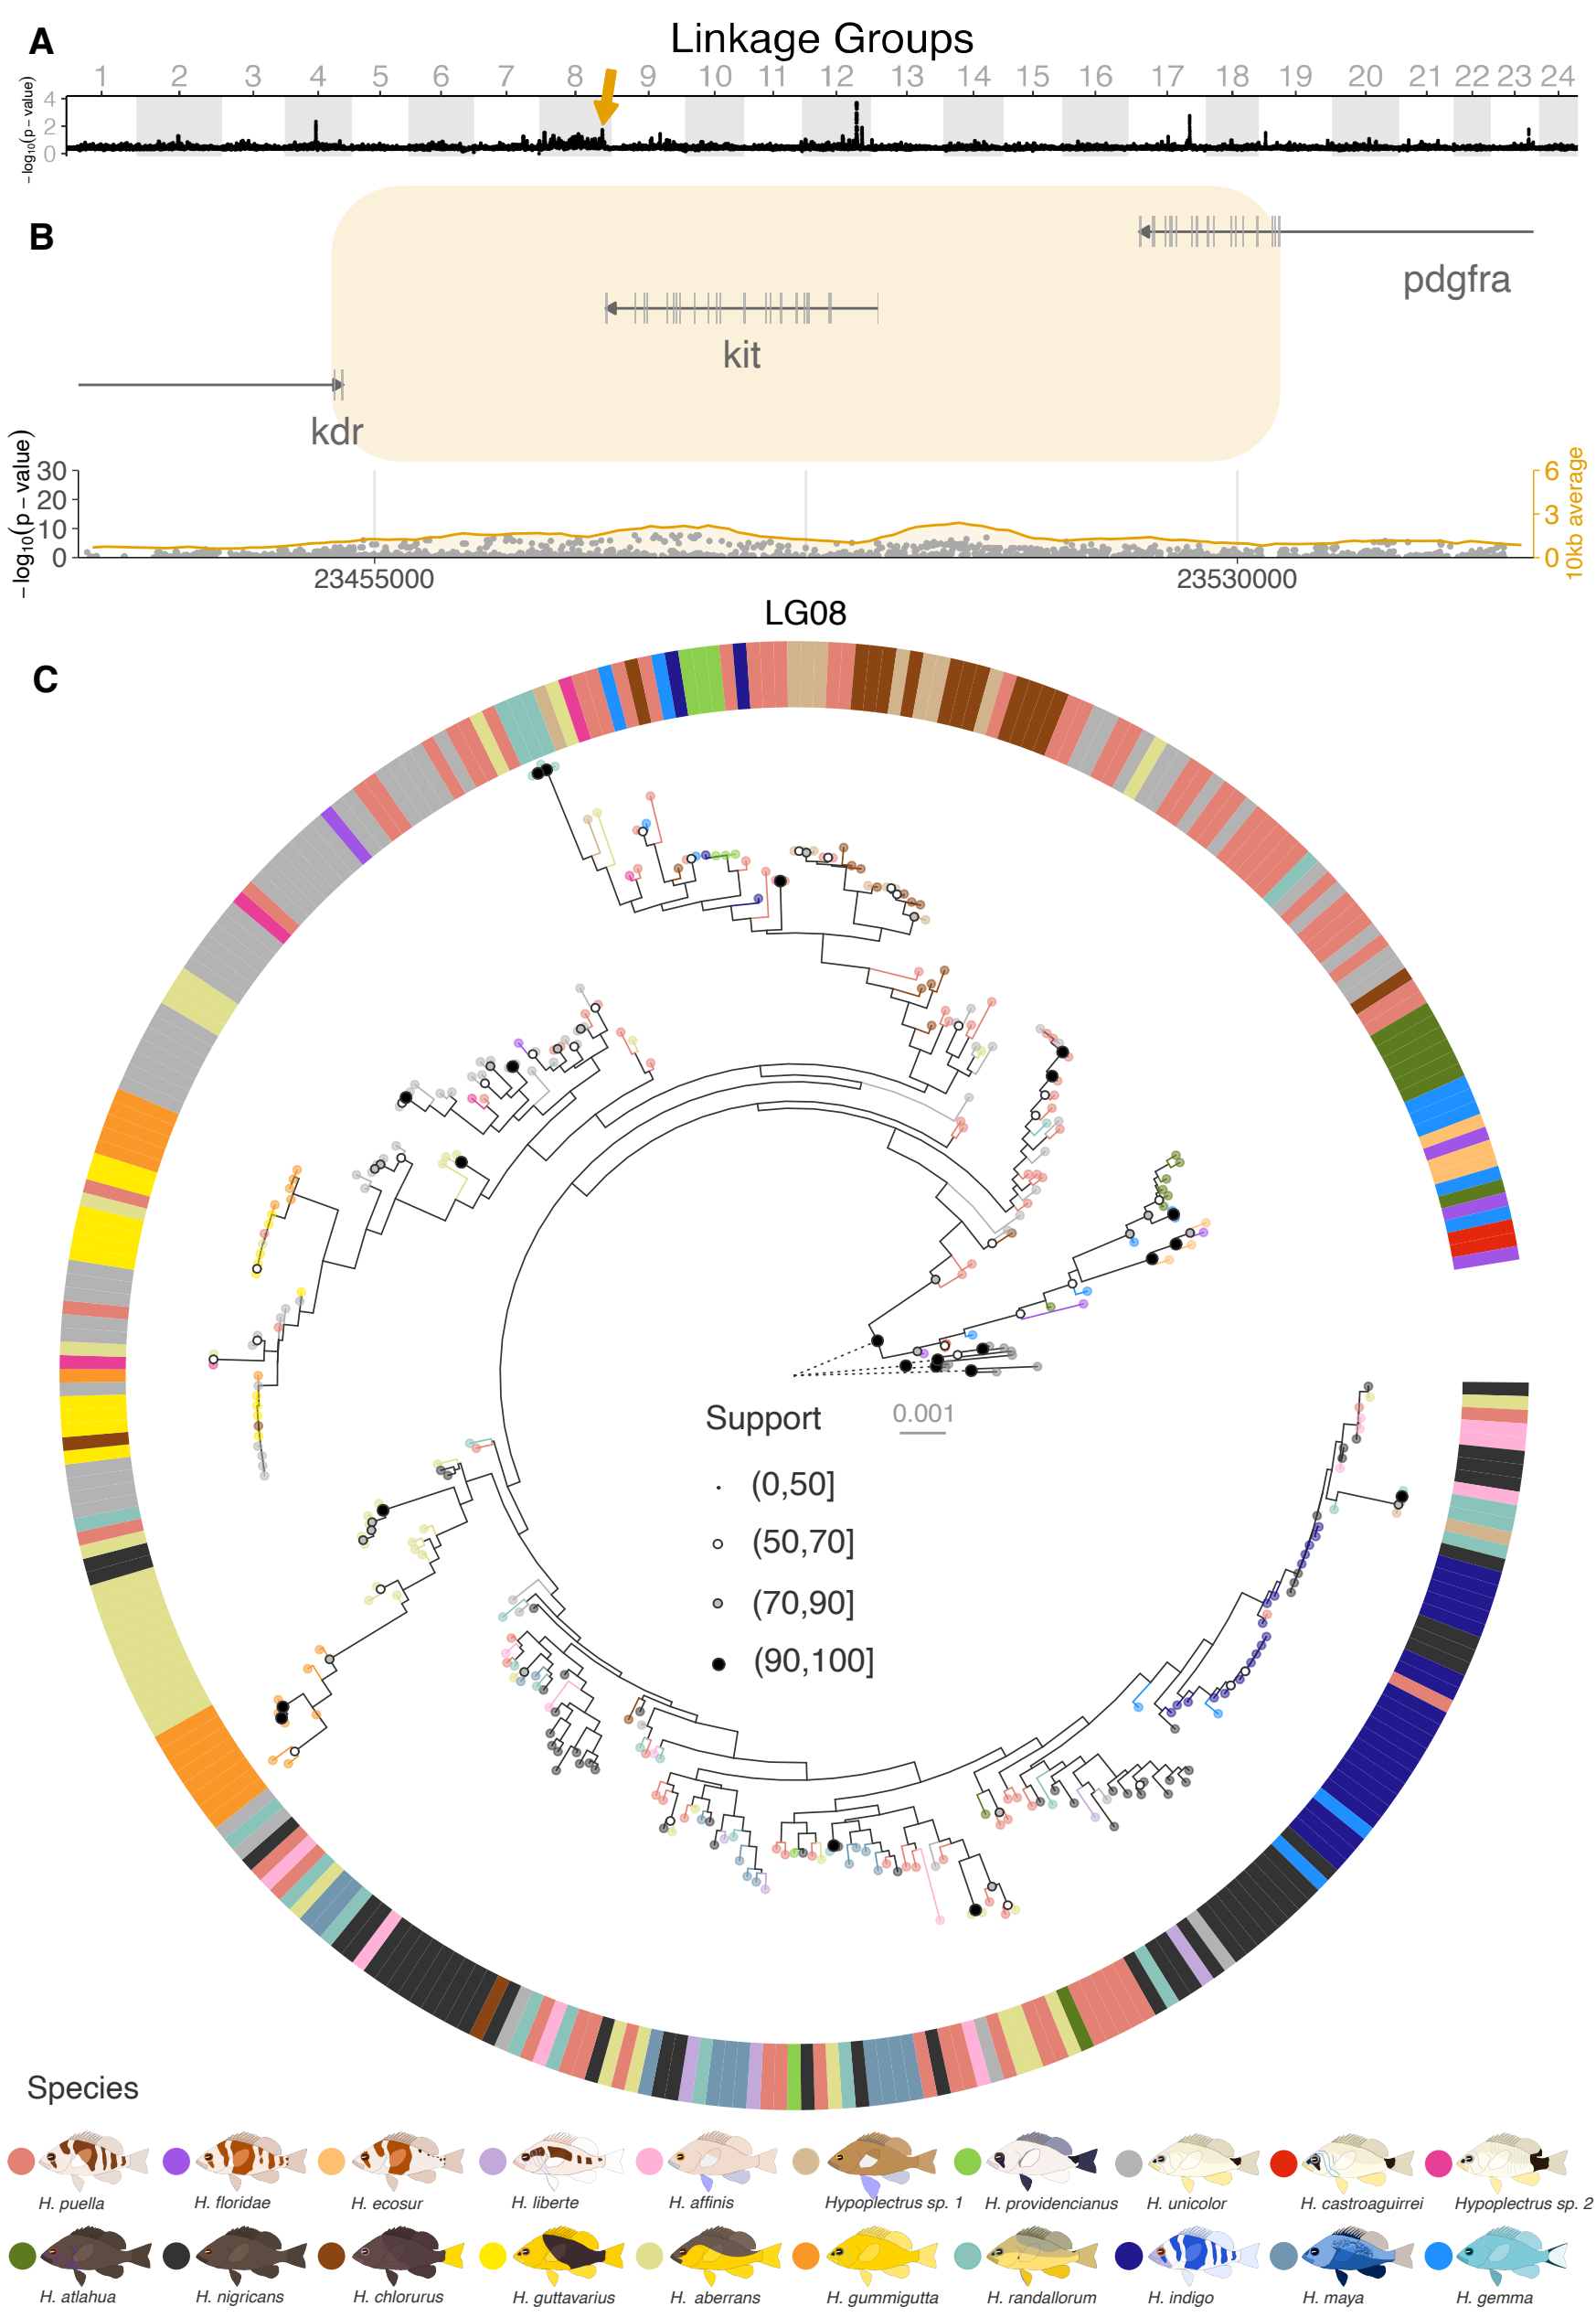 A
Linkage Groups
1 2 3 4 5 6 7 8 9 10 11 12 13 14 15 16 17 18 19 20 21 22 23 24
4
2
0
−log10(p−value)
B
pdgfra
kit
kdr
−log10(p−value)
30
20
10
0
6
3
0
10kb average
23455000 23530000
LG08
C
Support 0.001
(0,50]
(50,70]
(70,90]
(90,100]
Species
H. puella H. floridae H. ecosur H. liberte H. affinis Hypoplectrus sp. 1 H. providencianus H. unicolor H. castroaguirrei Hypoplectrus sp. 2
H. atlahua H. nigricans H. chlorurus H. guttavarius H. aberrans H. gummigutta H. randallorum H. indigo H. maya H. gemma